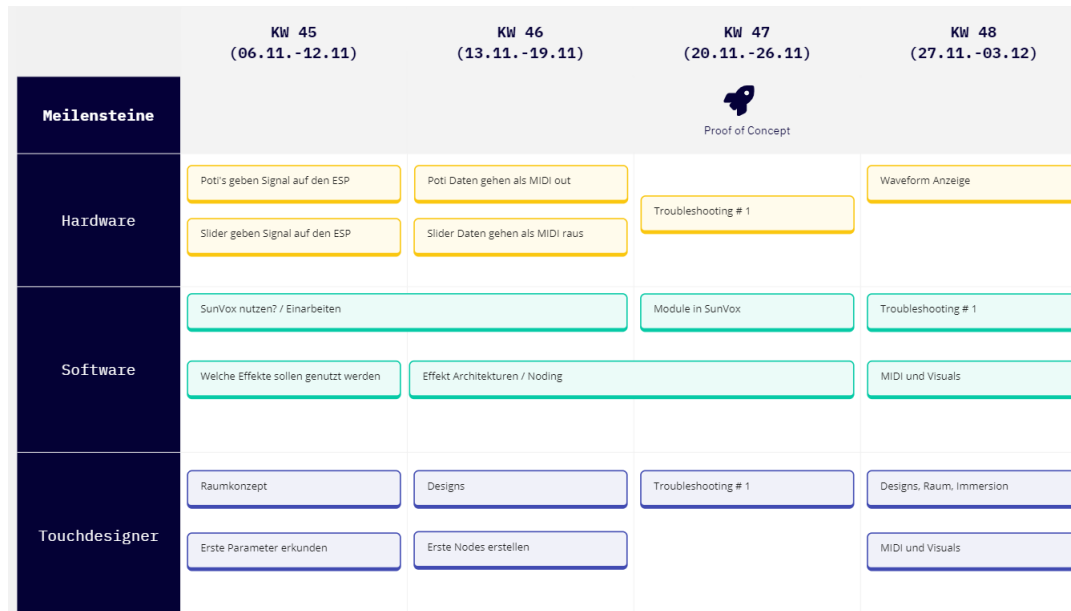 KW 45
(06.11.-12.11)
KW 46
(13.11.-19.11)
KW 47
(20.11.-26.11)
KW 48
(27.11.-03.12)
Meilensteine
Proof of Concept
Hardware
Poti's geben Signal auf den ESP
Poti Daten gehen als MIDI out
Waveform Anzeige
Troubleshooting # 1
Slider geben Signal auf den ESP
Slider Daten gehen als MIDI raus
Software
SunVox nutzen? / Einarbeiten
Module in SunVox
Troubleshooting # 1
Welche Effekte sollen genutzt werden
Effekt Architekturen / Noding
MIDI und Visuals
Touchdesigner
Raumkonzept
Designs
Troubleshooting # 1
Designs, Raum, Immersion
Erste Parameter erkunden
Erste Nodes erstellen
MIDI und Visuals